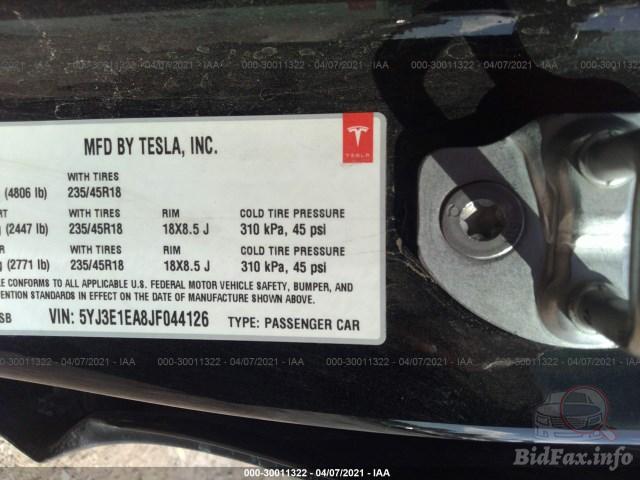 000-30011322 - 04/07/2021 - IAA
MFD BY TESLA, INC.
TESLA
WITH TIRES
(4806 lb) 235/45R18
WITH TIRES RIM COLD TIRE PRESSURE
(2447 lb) 235/45R18 18X8.5 J 310 kPa, 45 psi
WITH TIRES RIM COLD TIRE PRESSURE
(2771 lb) 235/45R18 18X8.5 J 310 kPa, 45 psi
CONFORMS TO ALL APPLICABLE U.S. FEDERAL MOTOR VEHICLE SAFETY, BUMPER, AND
STANDARDS IN EFFECT ON THE DATE OF MANUFACTURE SHOWN ABOVE.
VIN: 5YJ3E1EA8JF044126 TYPE: PASSENGER CAR
000-30011322 - 04/07/2021 - IAA
BidFax.info
000-30011322 - 04/07/2021 - IAA